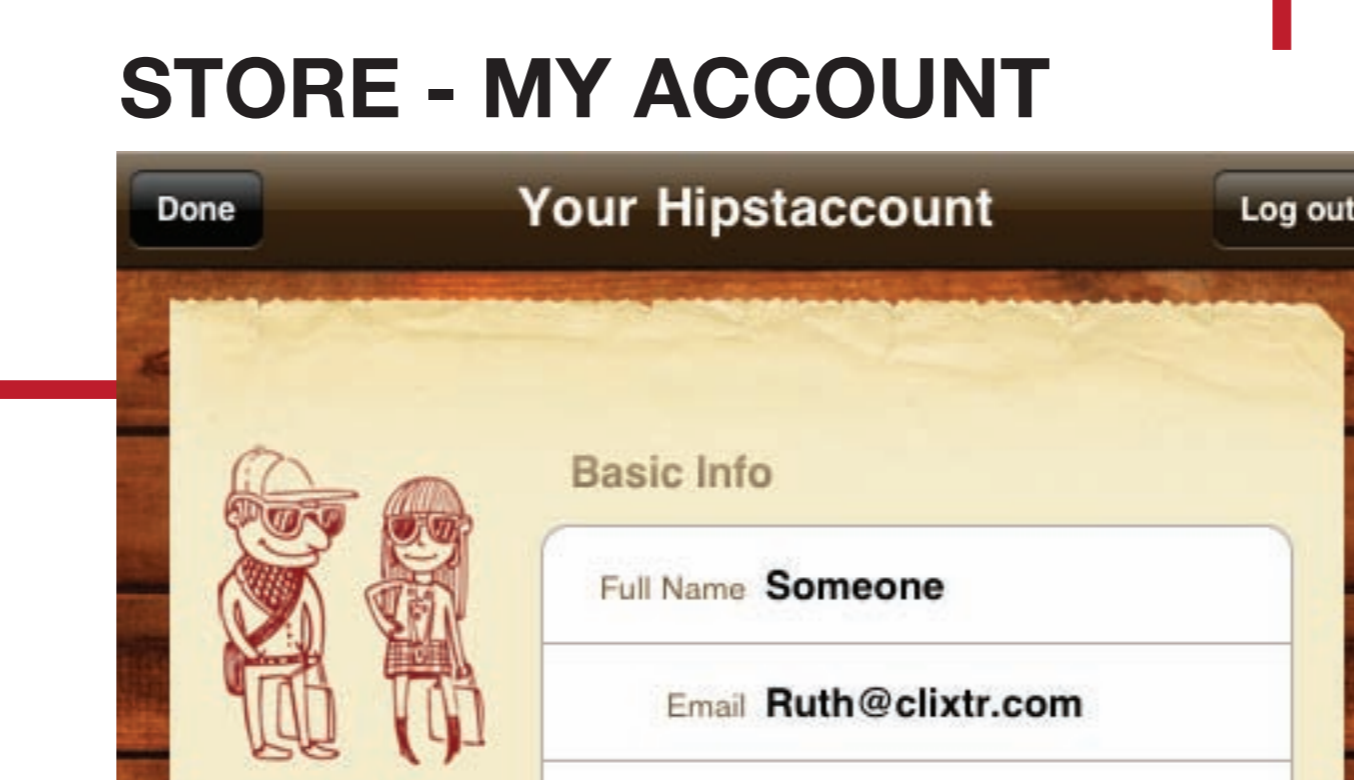 STORE - MY ACCOUNT
Done Your Hipstaccount Log out
Basic Info
Full Name Someone
Email Ruth@clixtr.com